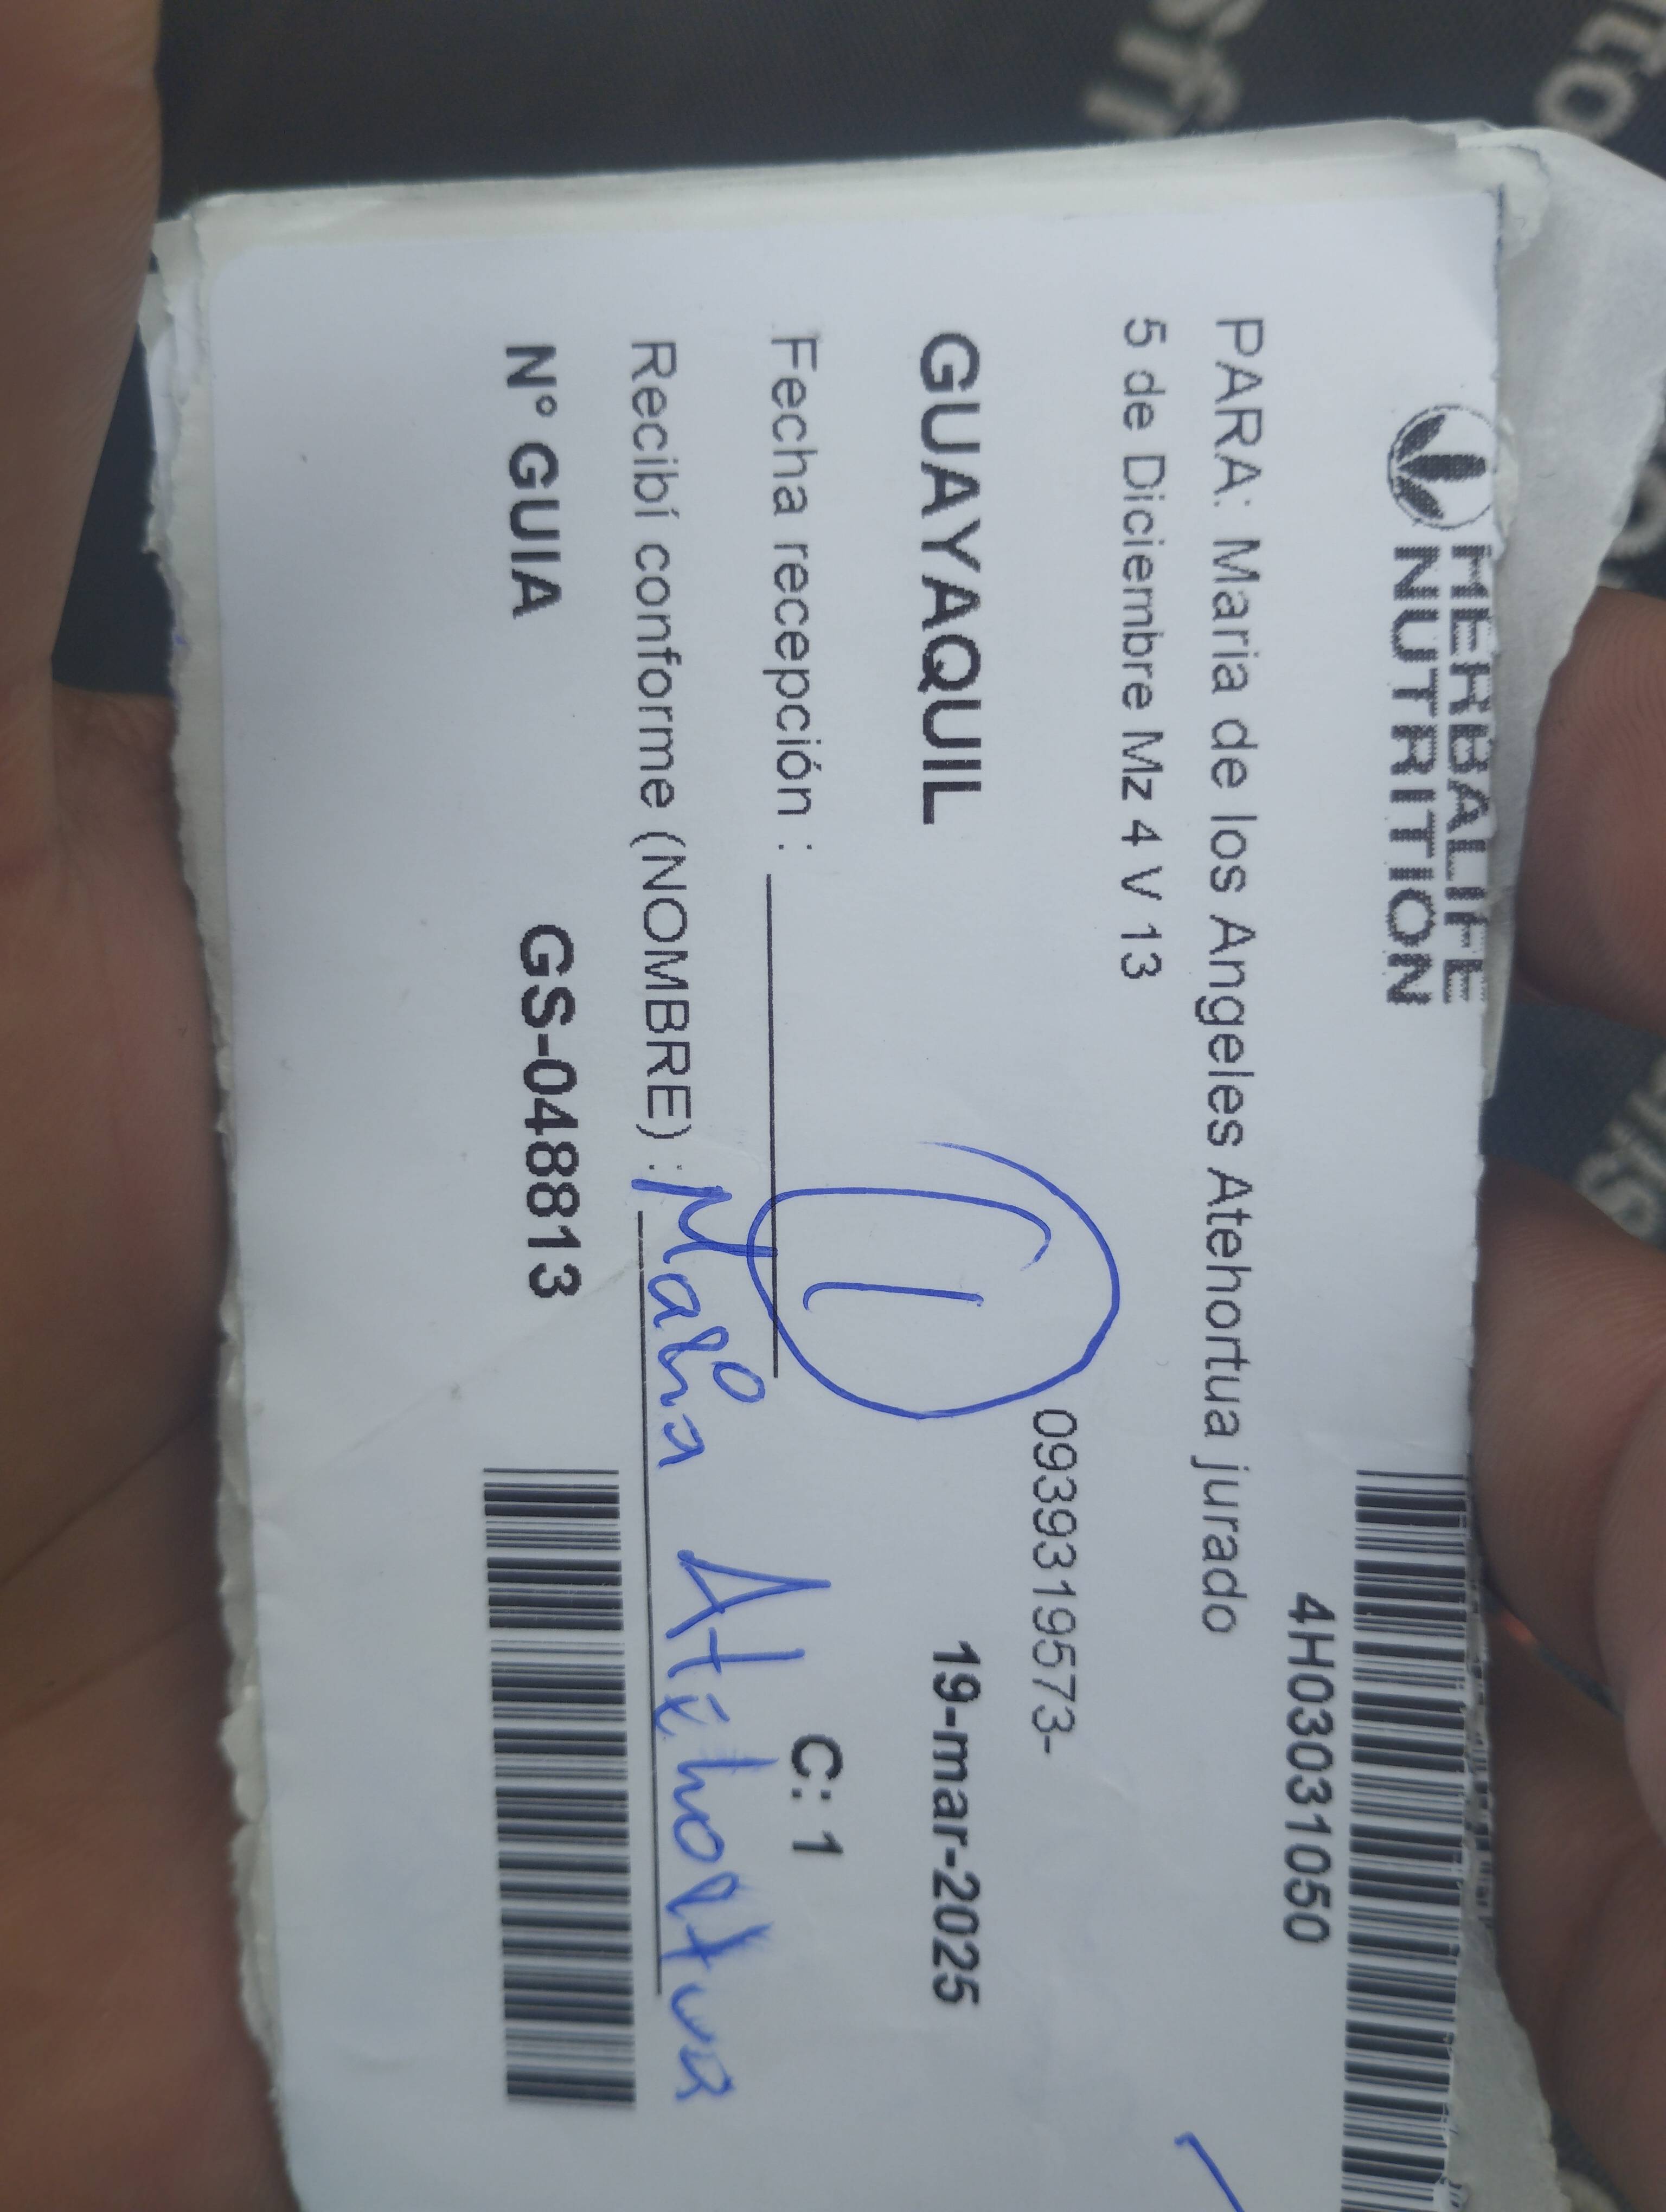 HERBALIFE
NUTRITION
4H03031050
PARA: Maria de los Angeles Atehortua jurado
5 de Diciembre Mz 4 V 13
0939319573-
GUAYAQUIL
19-mar-2025
Fecha recepción :
C: 1
Recibí conforme (NOMBRE) : Maria Atehortua
N° GUIA GS-048813